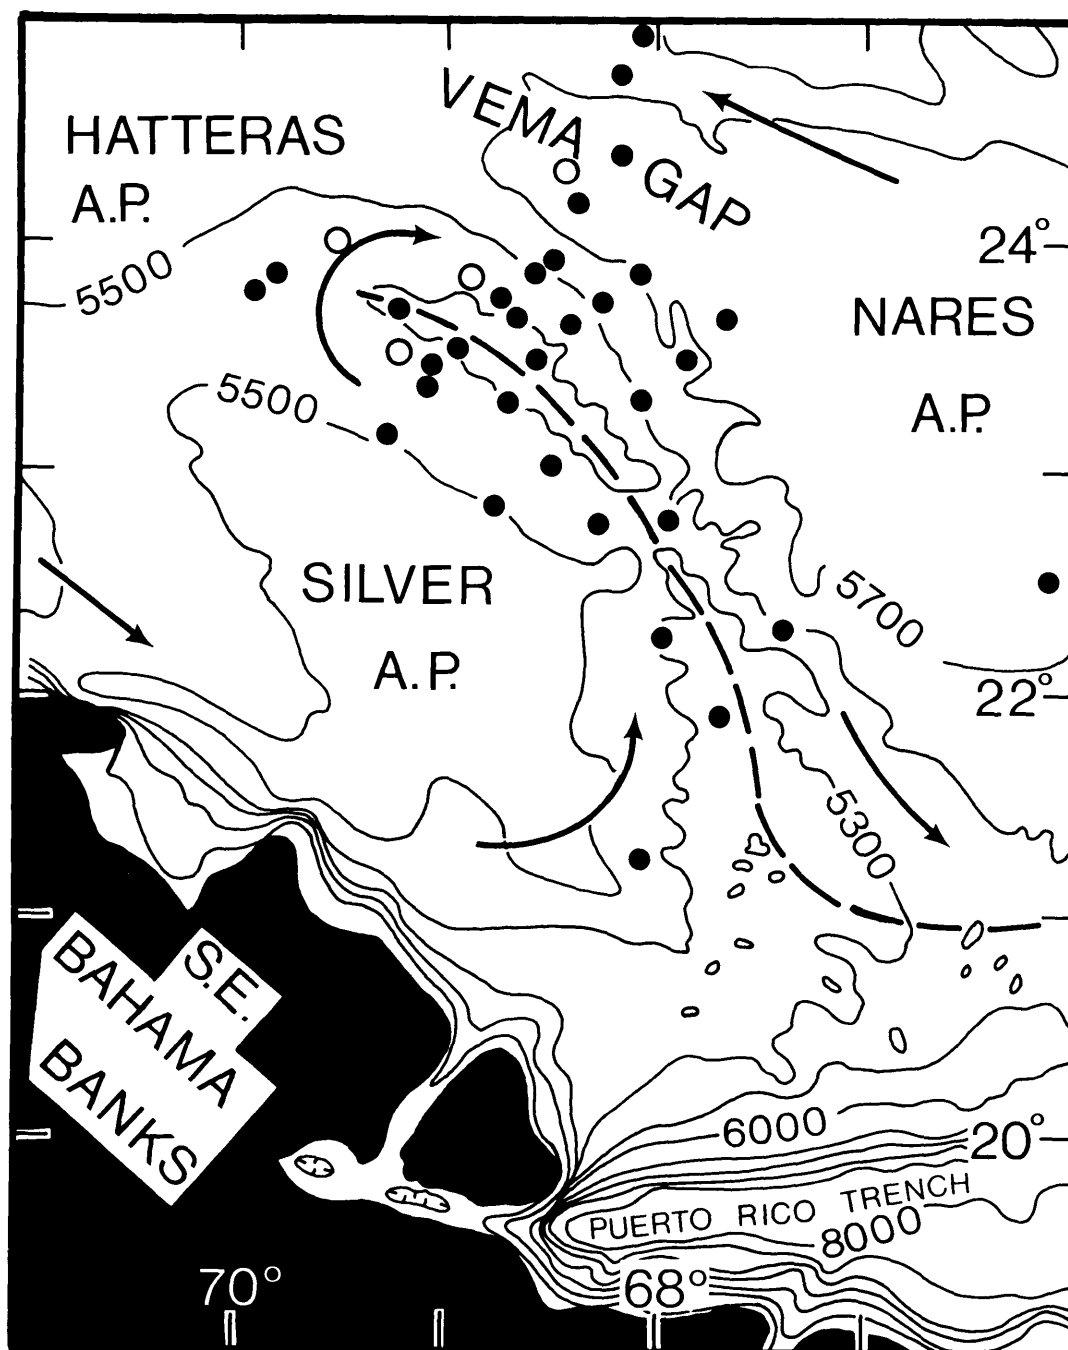 VEMA
GAP
HATTERAS
A.P.
24°
5500
NARES
A.P.
5500
SILVER
A.P.
5700
22°
5300
S.E.
BAHAMA
BANKS
6000
20°
PUERTO RICO TRENCH
8000
70°
68°